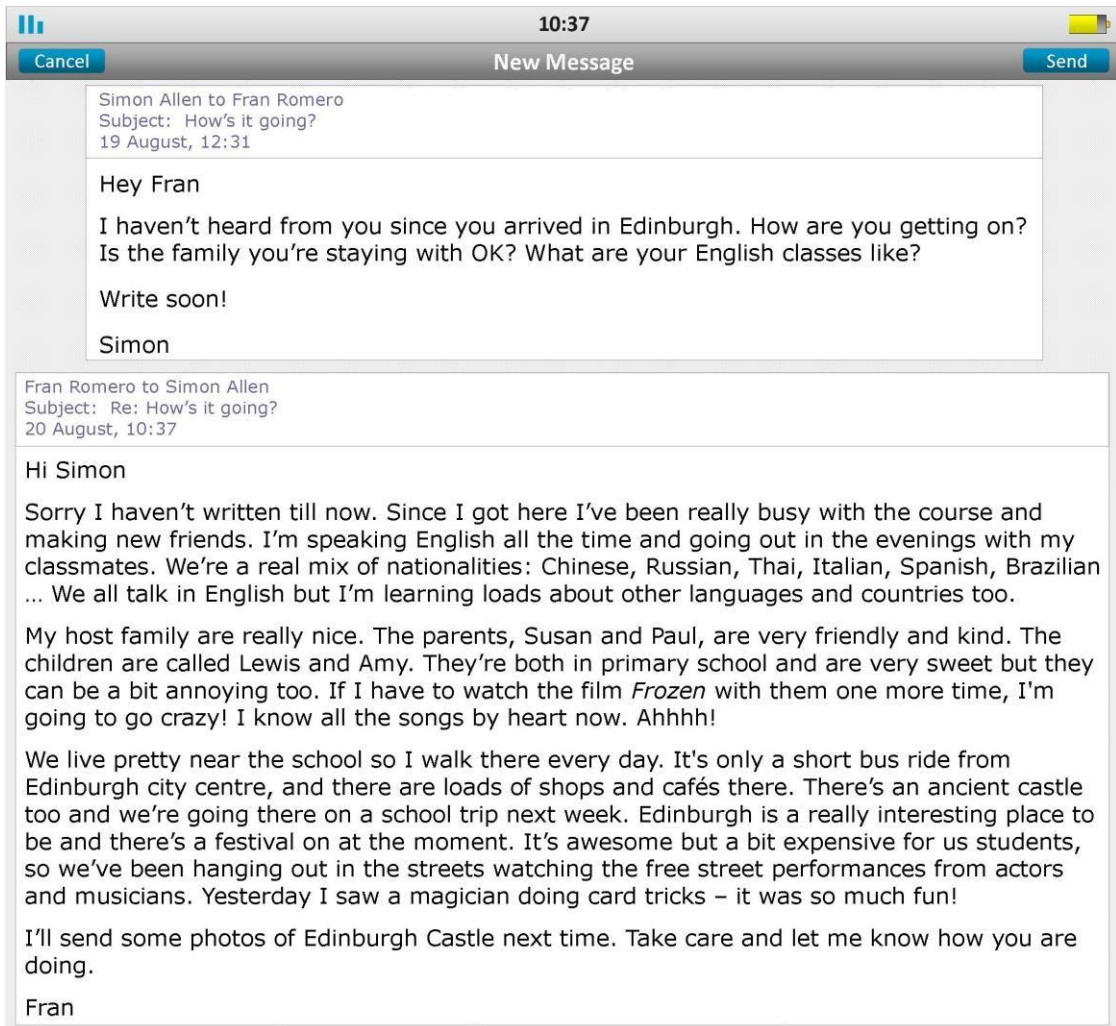 10:37
Cancel
New Message
Send
Simon Allen to Fran Romero
Subject: How's it going?
19 August, 12:31
Hey Fran
I haven't heard from you since you arrived in Edinburgh. How are you getting on?
Is the family you're staying with OK? What are your English classes like?
Write soon!
Simon
Fran Romero to Simon Allen
Subject: Re: How's it going?
20 August, 10:37
Hi Simon
Sorry I haven't written till now. Since I got here I've been really busy with the course and
making new friends. I'm speaking English all the time and going out in the evenings with my
classmates. We're a real mix of nationalities: Chinese, Russian, Thai, Italian, Spanish, Brazilian
… We all talk in English but I'm learning loads about other languages and countries too.
My host family are really nice. The parents, Susan and Paul, are very friendly and kind. The
children are called Lewis and Amy. They're both in primary school and are very sweet but they
can be a bit annoying too. If I have to watch the film Frozen with them one more time, I'm
going to go crazy! I know all the songs by heart now. Ahhhh!
We live pretty near the school so I walk there every day. It's only a short bus ride from
Edinburgh city centre, and there are loads of shops and cafés there. There's an ancient castle
too and we're going there on a school trip next week. Edinburgh is a really interesting place to
be and there's a festival on at the moment. It's awesome but a bit expensive for us students,
so we've been hanging out in the streets watching the free street performances from actors
and musicians. Yesterday I saw a magician doing card tricks – it was so much fun!
I'll send some photos of Edinburgh Castle next time. Take care and let me know how you are
doing.
Fran